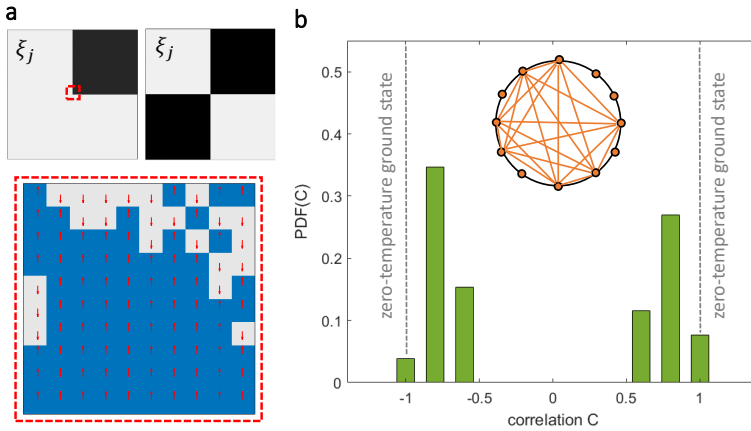 a
ξj
ξj
b
PDF(C)
0.5
0.4
0.3
0.2
0.1
0
zero-temperature ground state
zero-temperature ground state
-1
-0.5
0
0.5
1
correlation C